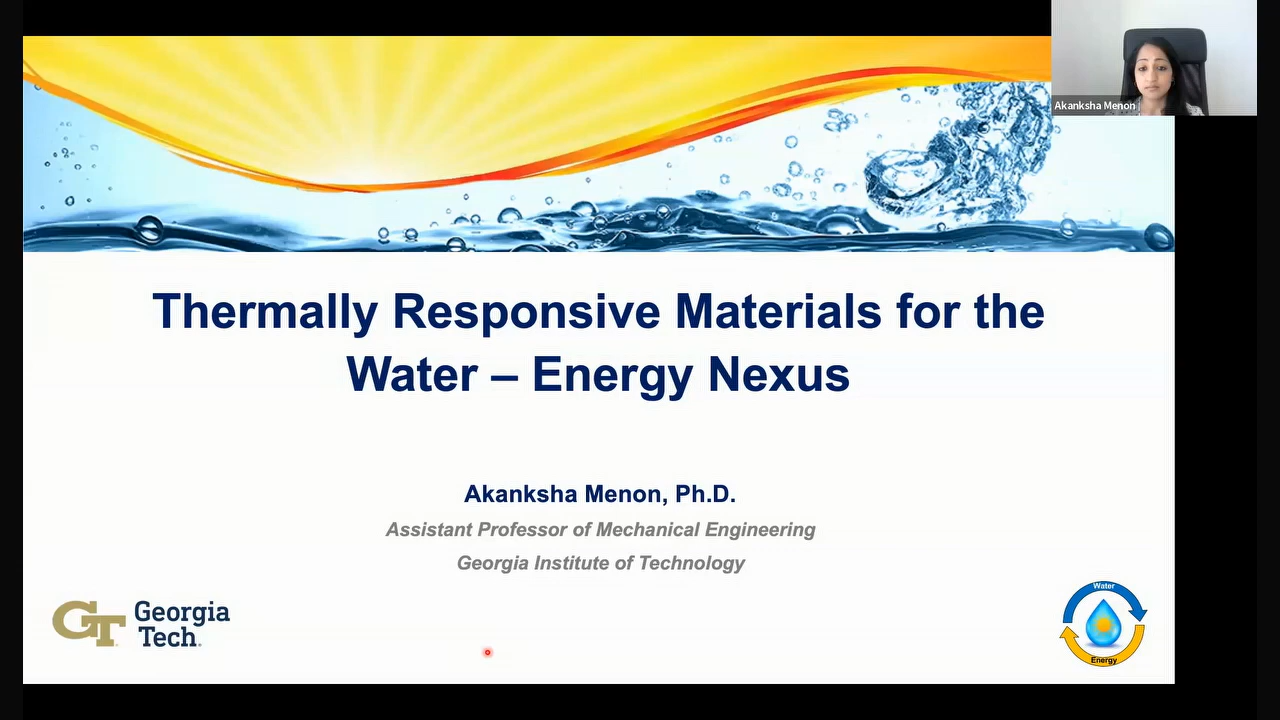 Akanksha Menon
Thermally Responsive Materials for the
Water – Energy Nexus
Akanksha Menon, Ph.D.
Assistant Professor of Mechanical Engineering
Georgia Institute of Technology
GT Georgia
Tech
Water
Energy